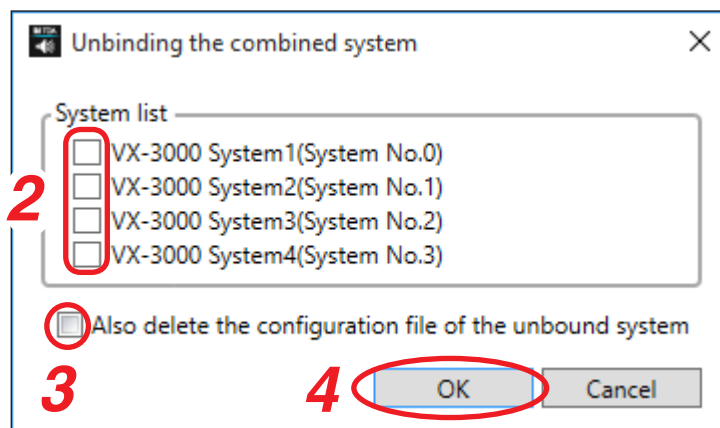 Unbinding the combined system
System list
VX-3000 System1(System No.0)
VX-3000 System2(System No.1)
2
VX-3000 System3(System No.2)
VX-3000 System4(System No.3)
Also delete the configuration file of the unbound system
3
4
OK
Cancel